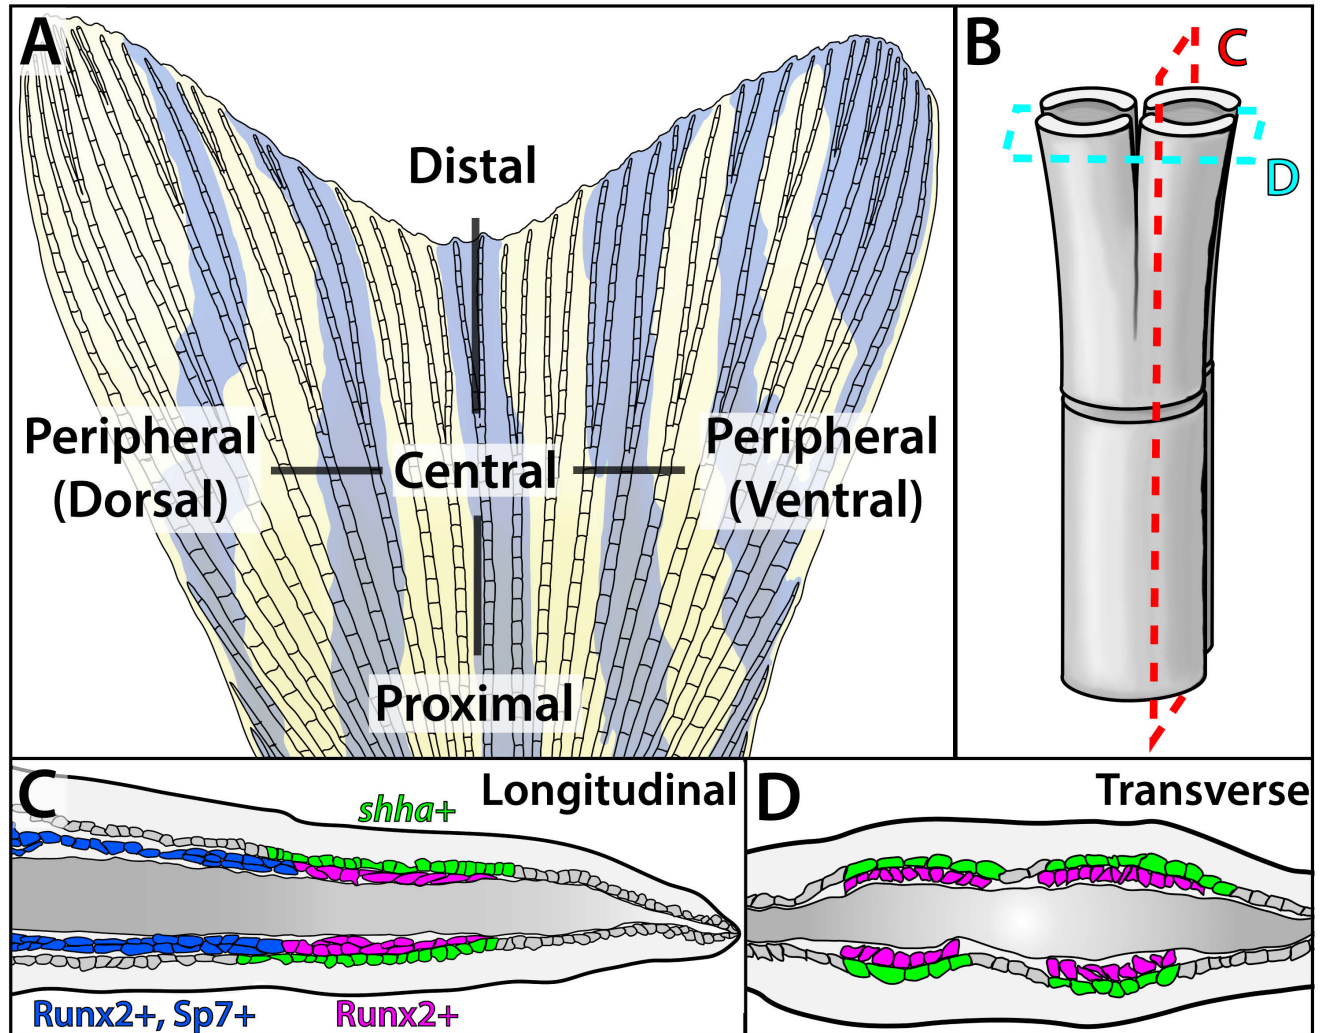 A
Distal
Peripheral
(Dorsal)
Central
Peripheral
(Ventral)
Proximal
B
C
D
C
shha+
Longitudinal
Runx2+, Sp7+
Runx2+
D
Transverse